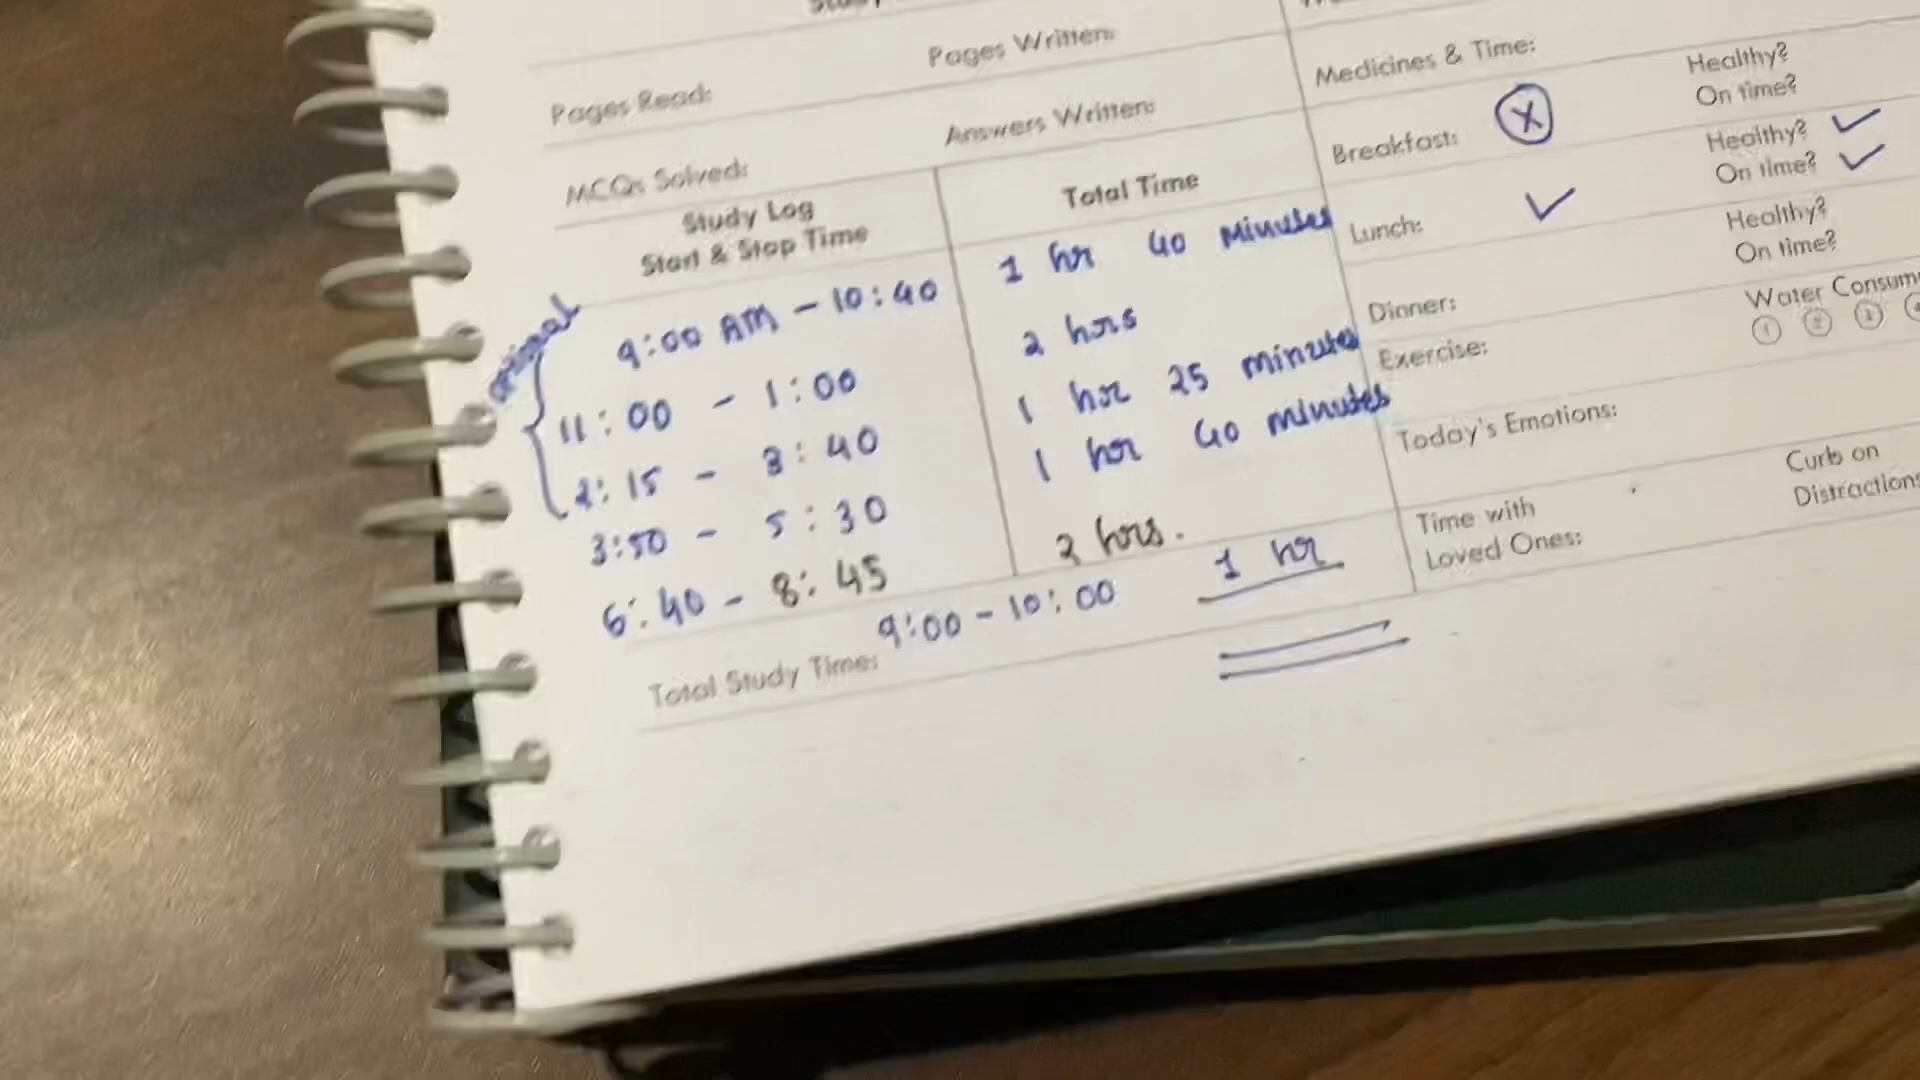 Pages Written:
Pages Read:
Answers Written:
MCQs Solved:
Study Log
Start & Stop Time
Total Time
9:00 AM - 10:40 1 hr 40 minutes
11:00 - 1:00 2 hrs
2:15 - 3:40 1 hr 25 minutes
3:50 - 5:30 1 hr 40 minutes
6:40 - 8:45 2 hrs.
9:00 - 10:00 1 hr
Total Study Time:
Medicines & Time:
Healthy?
On time?
Breakfast: X
Healthy? ✓
On time? ✓
Lunch: ✓
Healthy?
On time?
Dinner:
Water
1 2 3
Exercise:
Today's Emotions:
Curb on
Time with
Loved Ones: